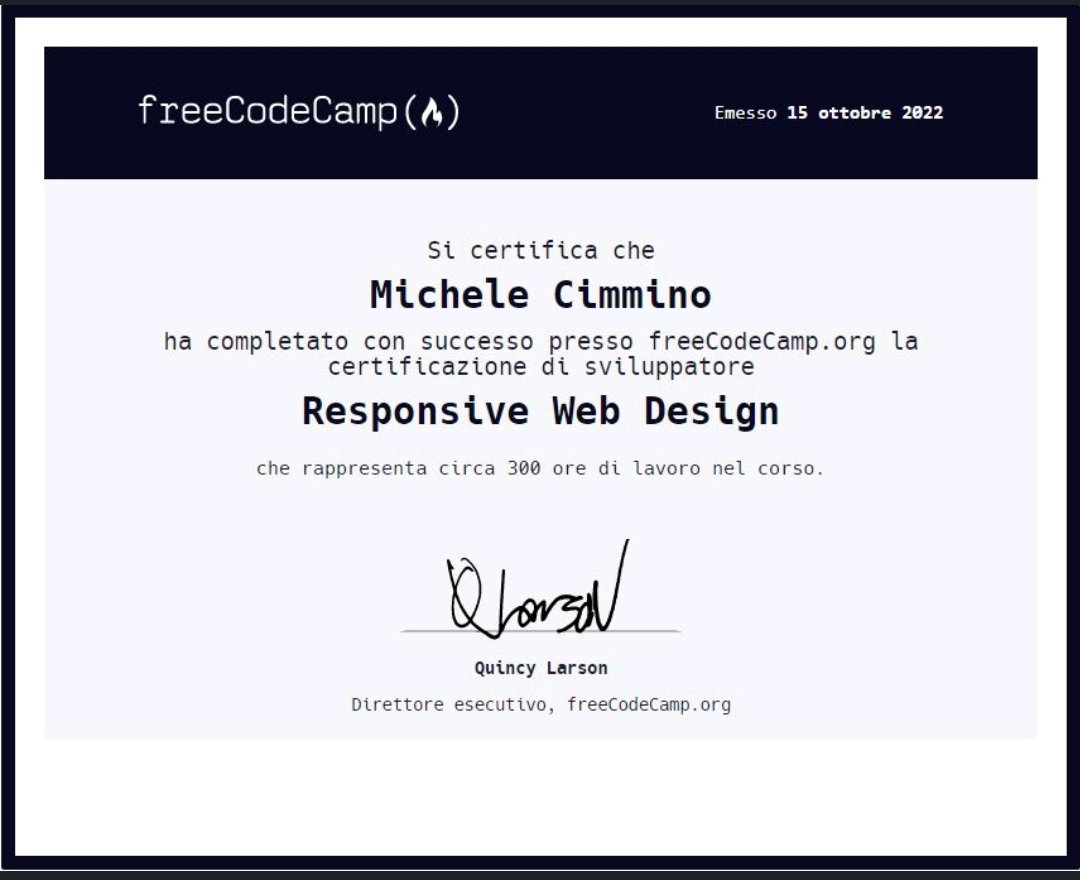 freeCodeCamp(🔥)
Emesso 15 ottobre 2022
Si certifica che
Michele Cimmino
ha completato con successo presso freeCodeCamp.org la
certificazione di sviluppatore
Responsive Web Design
che rappresenta circa 300 ore di lavoro nel corso.
Q Larson
Quincy Larson
Direttore esecutivo, freeCodeCamp.org